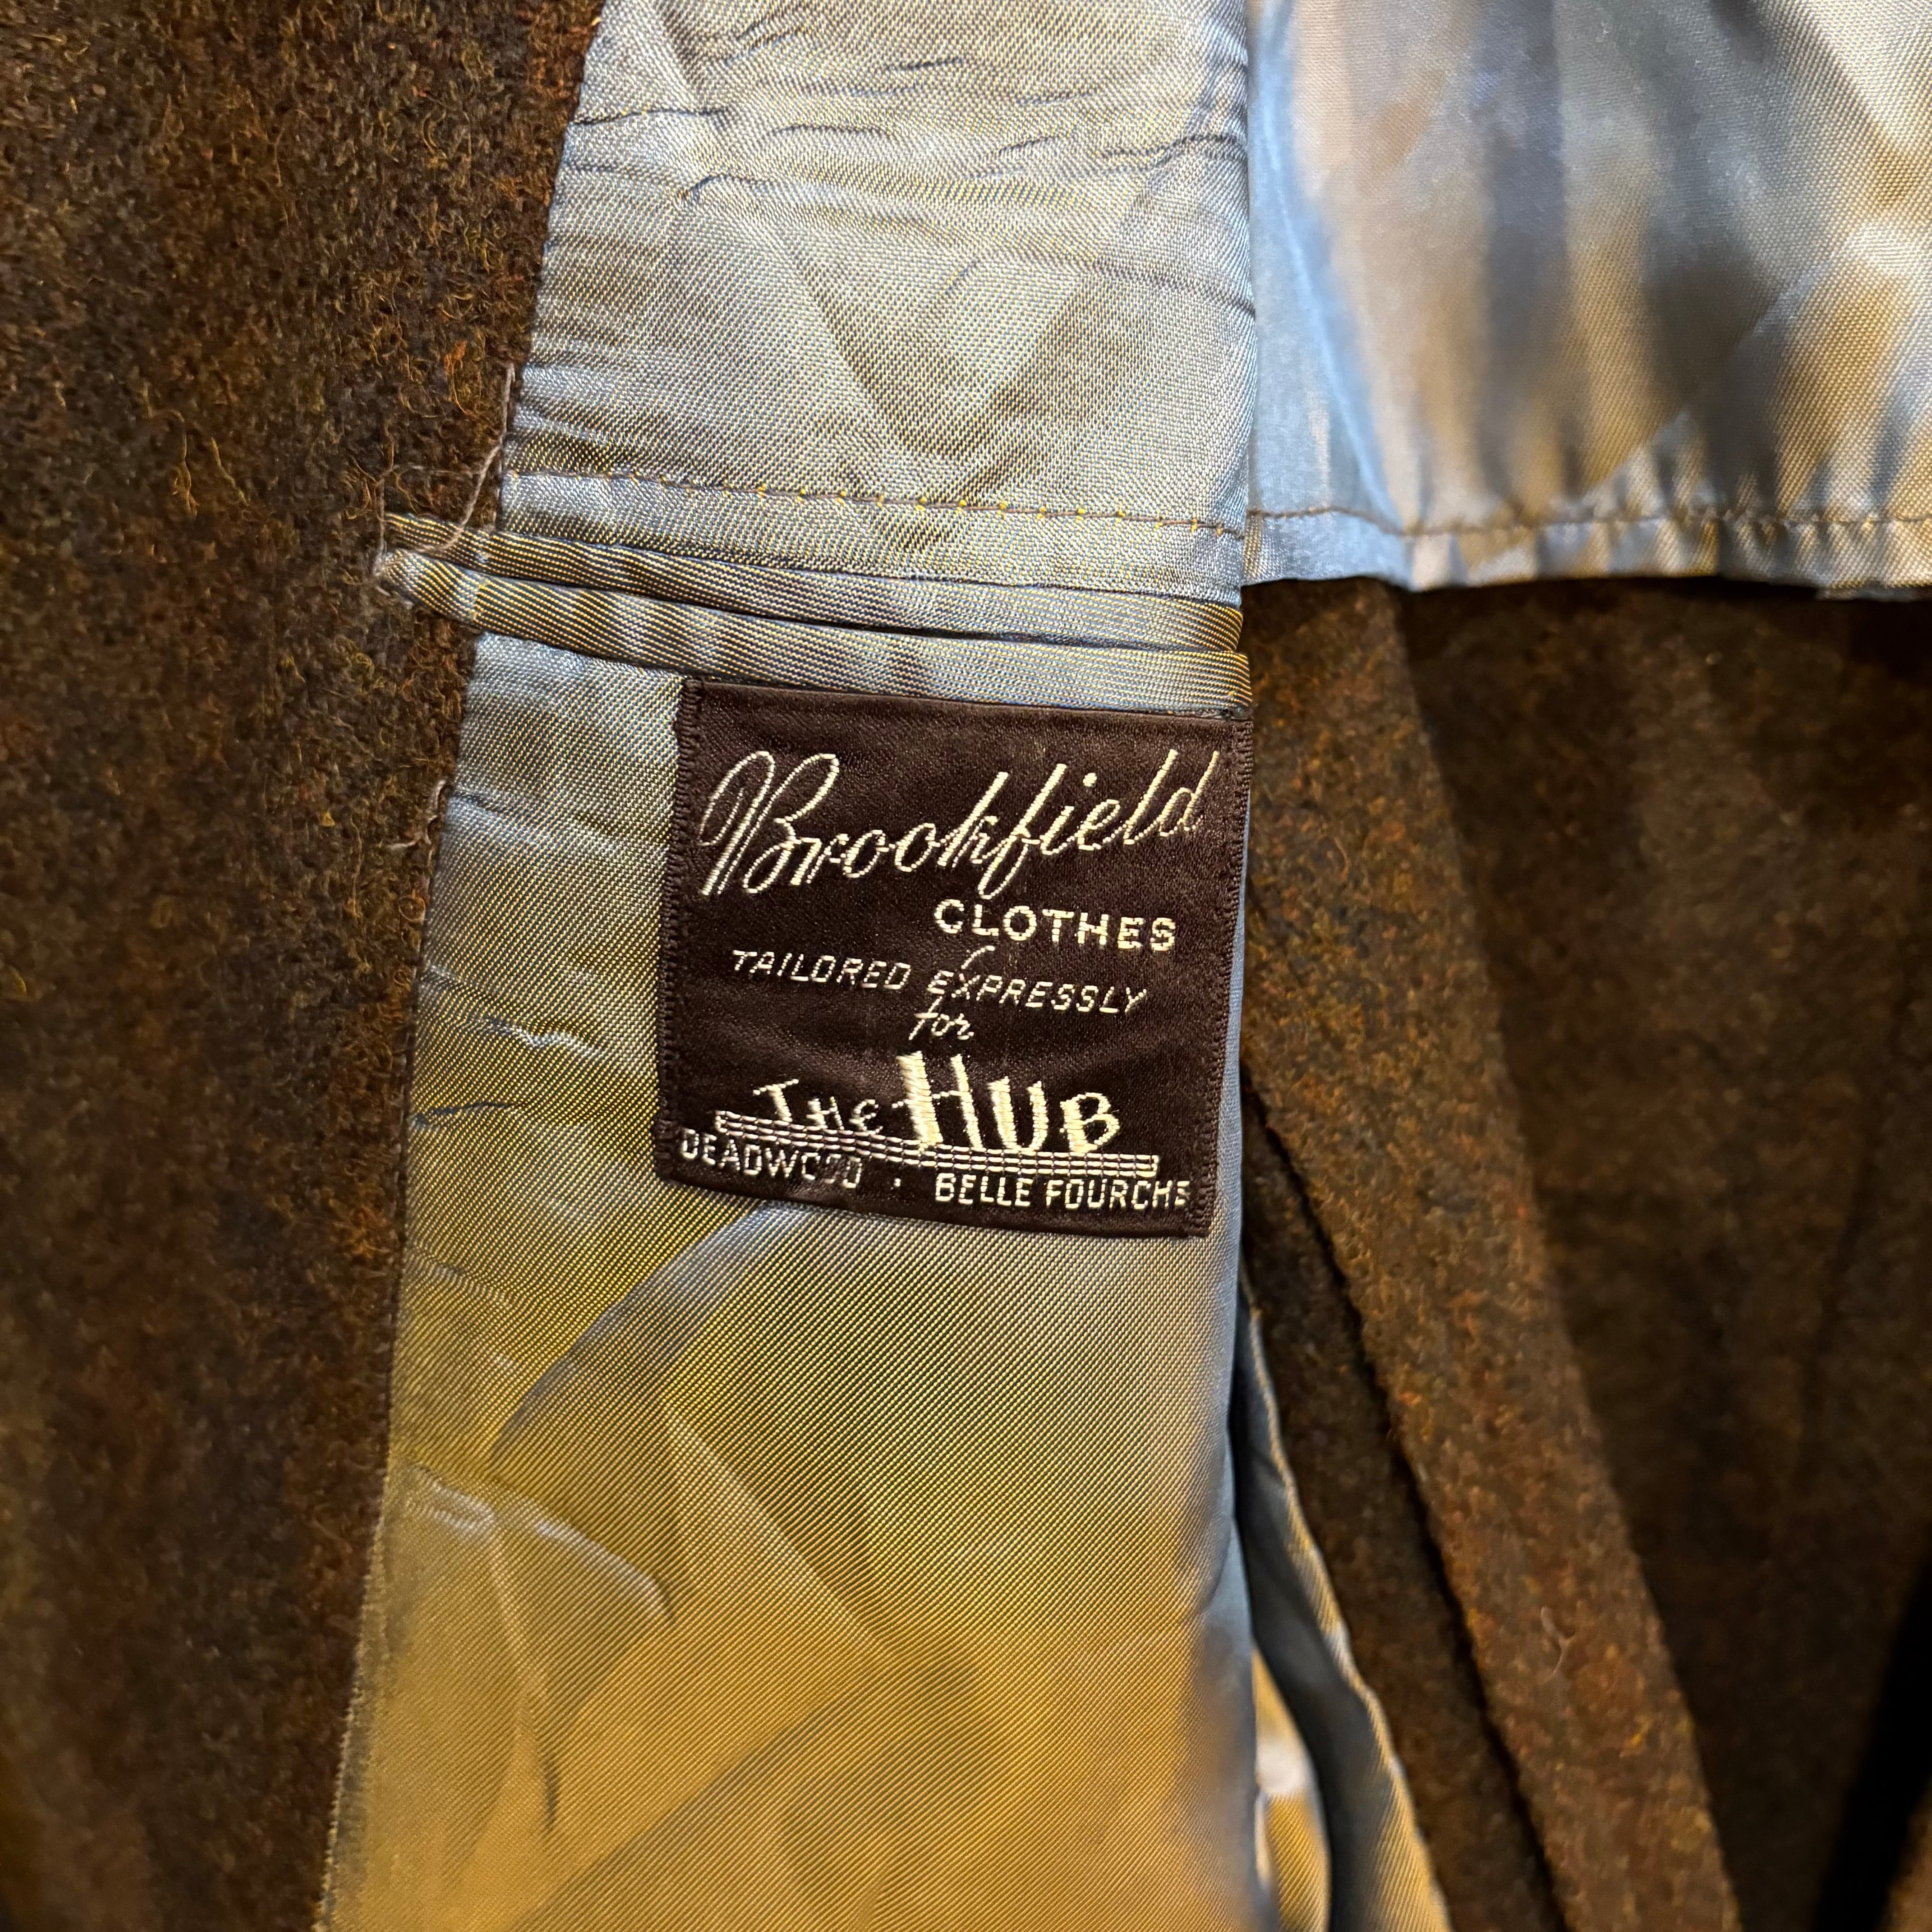 Brookfield
CLOTHES
TAILORED EXPRESSLY
for
THE HUB
DEADWOOD · BELLE FOURCHE